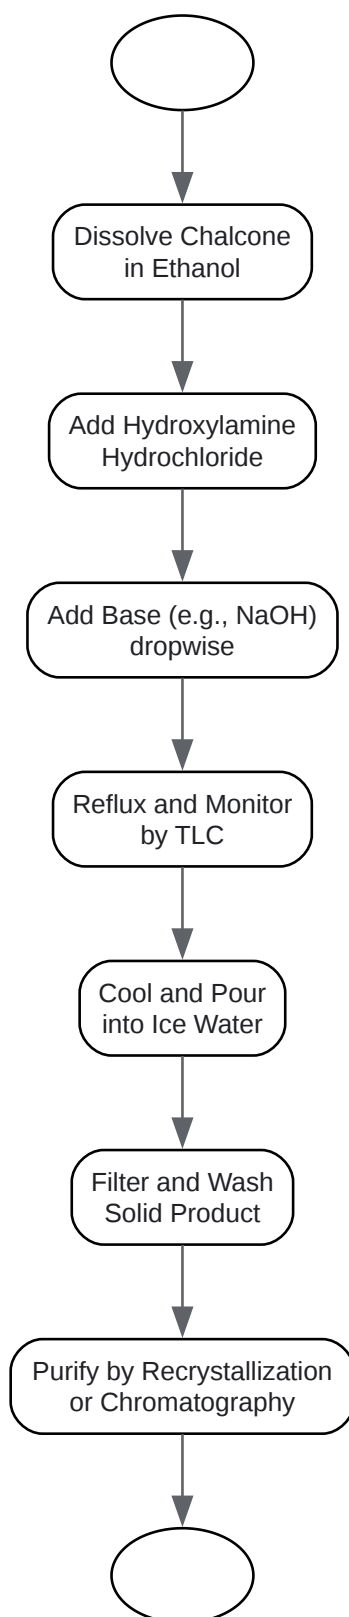 Dissolve Chalcone
in Ethanol
Add Hydroxylamine
Hydrochloride
Add Base (e.g., NaOH)
dropwise
Reflux and Monitor
by TLC
Cool and Pour
into Ice Water
Filter and Wash
Solid Product
Purify by Recrystallization
or Chromatography